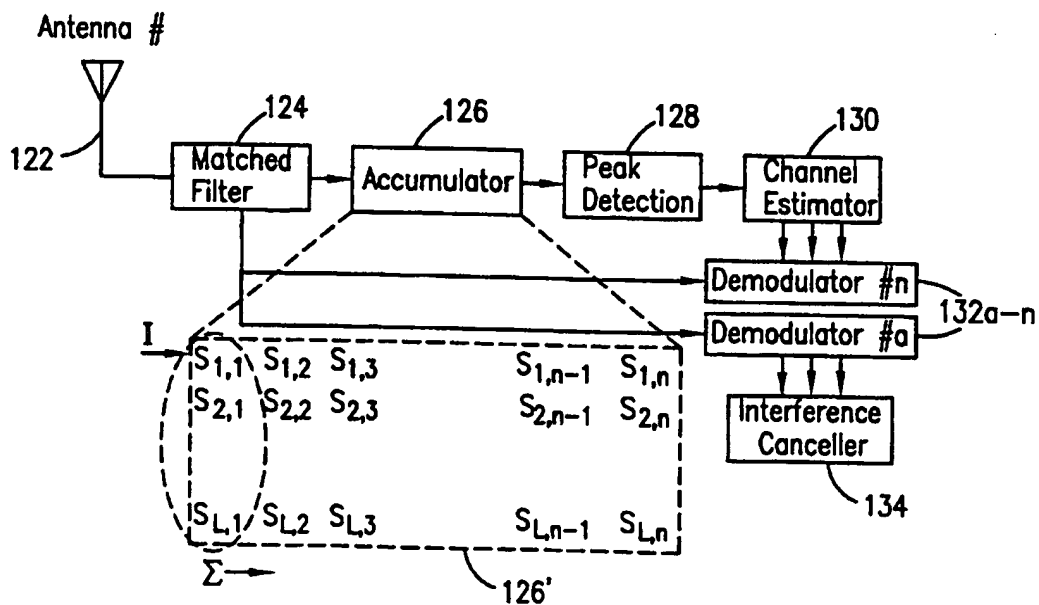 Antenna #
122
124
Matched
Filter
126
Accumulator
128
Peak
Detection
130
Channel
Estimator
Demodulator #n
Demodulator #a
132a-n
Interference
Canceller
134
I
S1,1 S1,2 S1,3 S1,n-1 S1,n
S2,1 S2,2 S2,3 S2,n-1 S2,n
SL,1 SL,2 SL,3 SL,n-1 SL,n
Σ
126'